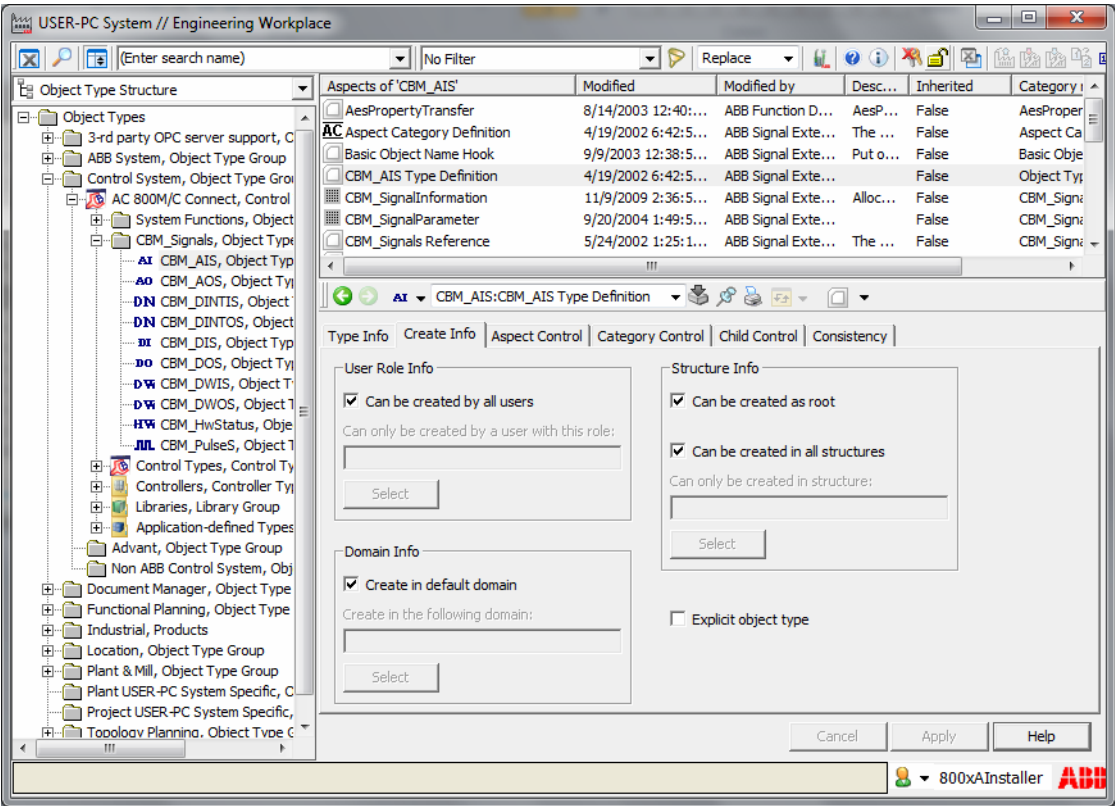 USER-PC System // Engineering Workplace
(Enter search name)
No Filter
Replace
Object Type Structure
Object Types
3-rd party OPC server support, O
ABB System, Object Type Group
Control System, Object Type Grou
AC 800M/C Connect, Control
System Functions, Object
CBM_Signals, Object Type
AI CBM_AIS, Object Typ
AO CBM_AOS, Object Typ
DN CBM_DINTIS, Object
DN CBM_DINTOS, Object
DI CBM_DIS, Object Typ
DO CBM_DOS, Object Typ
DW CBM_DWIS, Object T
DW CBM_DWOS, Object T
HW CBM_HwStatus, Obje
CBM_PulseS, Object T
Control Types, Control Ty
Controllers, Controller Typ
Libraries, Library Group
Application-defined Types
Advant, Object Type Group
Non ABB Control System, Obj
Document Manager, Object Type
Functional Planning, Object Type
Industrial, Products
Location, Object Type Group
Plant & Mill, Object Type Group
Plant USER-PC System Specific, O
Project USER-PC System Specific,
Topology Planning, Object Type G
Aspects of 'CBM_AIS' Modified Modified by Desc... Inherited Category
AesPropertyTransfer 8/14/2003 12:40:... ABB Function D... AesP... False AesProper
AC Aspect Category Definition 4/19/2002 6:42:5... ABB Signal Exte... The ... False Aspect Ca
Basic Object Name Hook 9/9/2003 12:38:5... ABB Signal Exte... Put o... False Basic Obje
CBM_AIS Type Definition 4/19/2002 6:42:5... ABB Signal Exte... False Object Typ
CBM_SignalInformation 11/9/2009 2:36:5... ABB Signal Exte... Alloc... False CBM_Signa
CBM_SignalParameter 9/20/2004 1:49:5... ABB Signal Exte... False CBM_Signa
CBM_Signals Reference 5/24/2002 1:25:1... ABB Signal Exte... The ... False CBM_Signa
AI CBM_AIS:CBM_AIS Type Definition
Type Info Create Info Aspect Control Category Control Child Control Consistency
User Role Info
Can be created by all users
Can only be created by a user with this role:
Select
Domain Info
Create in default domain
Create in the following domain:
Select
Structure Info
Can be created as root
Can be created in all structures
Can only be created in structure:
Select
Explicit object type
Cancel Apply Help
800xAInstaller ABB